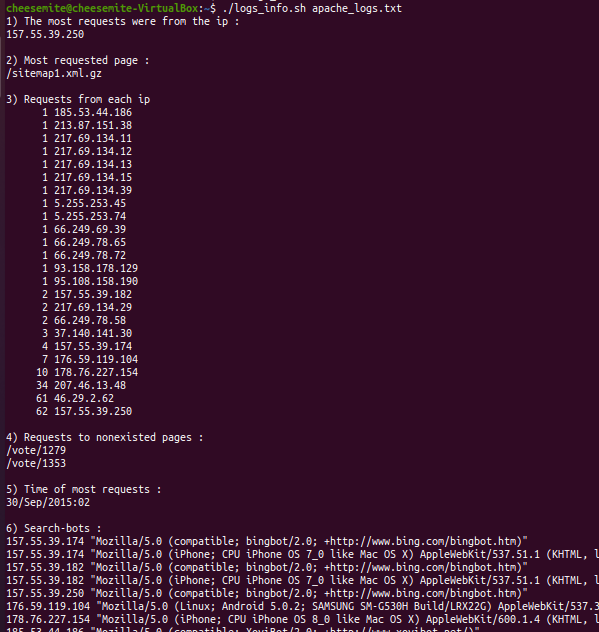 cheesemite@cheesemite-VirtualBox:~$ ./logs_info.sh apache_logs.txt
1) The most requests were from the ip :
157.55.39.250
2) Most requested page :
/sitemap1.xml.gz
3) Requests from each ip
1 185.53.44.186
1 213.87.151.38
1 217.69.134.11
1 217.69.134.12
1 217.69.134.13
1 217.69.134.15
1 217.69.134.39
1 5.255.253.45
1 5.255.253.74
1 66.249.69.39
1 66.249.78.65
1 66.249.78.72
1 93.158.178.129
1 95.108.158.190
2 157.55.39.182
2 217.69.134.29
2 66.249.78.58
3 37.140.141.30
4 157.55.39.174
7 176.59.119.104
10 178.76.227.154
34 207.46.13.48
61 46.29.2.62
62 157.55.39.250
4) Requests to nonexisted pages :
/vote/1279
/vote/1353
5) Time of most requests :
30/Sep/2015:02
6) Search-bots :
157.55.39.174 "Mozilla/5.0 (compatible; bingbot/2.0; +http://www.bing.com/bingbot.htm)"
157.55.39.174 "Mozilla/5.0 (iPhone; CPU iPhone OS 7_0 like Mac OS X) AppleWebKit/537.51.1 (KHTML, l
157.55.39.182 "Mozilla/5.0 (compatible; bingbot/2.0; +http://www.bing.com/bingbot.htm)"
157.55.39.182 "Mozilla/5.0 (iPhone; CPU iPhone OS 7_0 like Mac OS X) AppleWebKit/537.51.1 (KHTML, l
157.55.39.250 "Mozilla/5.0 (compatible; bingbot/2.0; +http://www.bing.com/bingbot.htm)"
176.59.119.104 "Mozilla/5.0 (Linux; Android 5.0.2; SAMSUNG SM-G530H Build/LRX22G) AppleWebKit/537.3
178.76.227.154 "Mozilla/5.0 (iPhone; CPU iPhone OS 8_0 like Mac OS X) AppleWebKit/600.1.4 (KHTML, l
185.53.44.186 "Mozilla/5.0 (compatible; XoviBot/2.0; +http://www.xovibot.net/)"